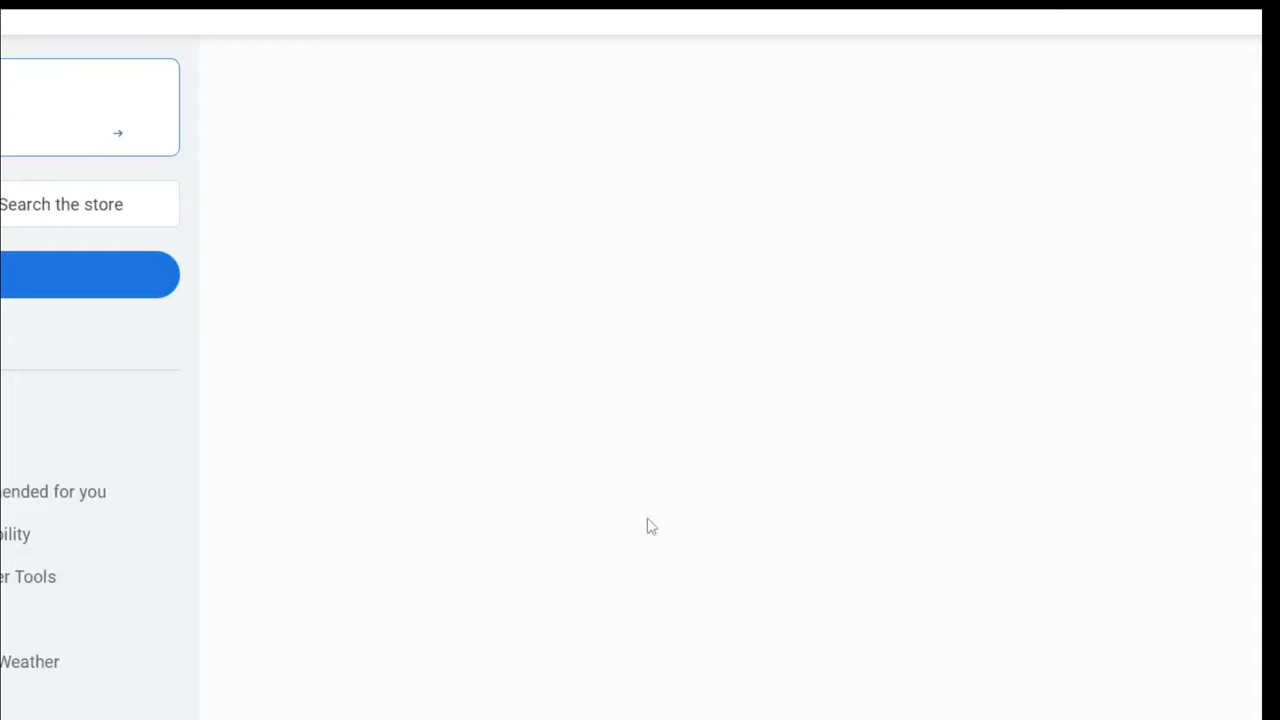 →
Search the store
ended for you
bility
er Tools
Weather